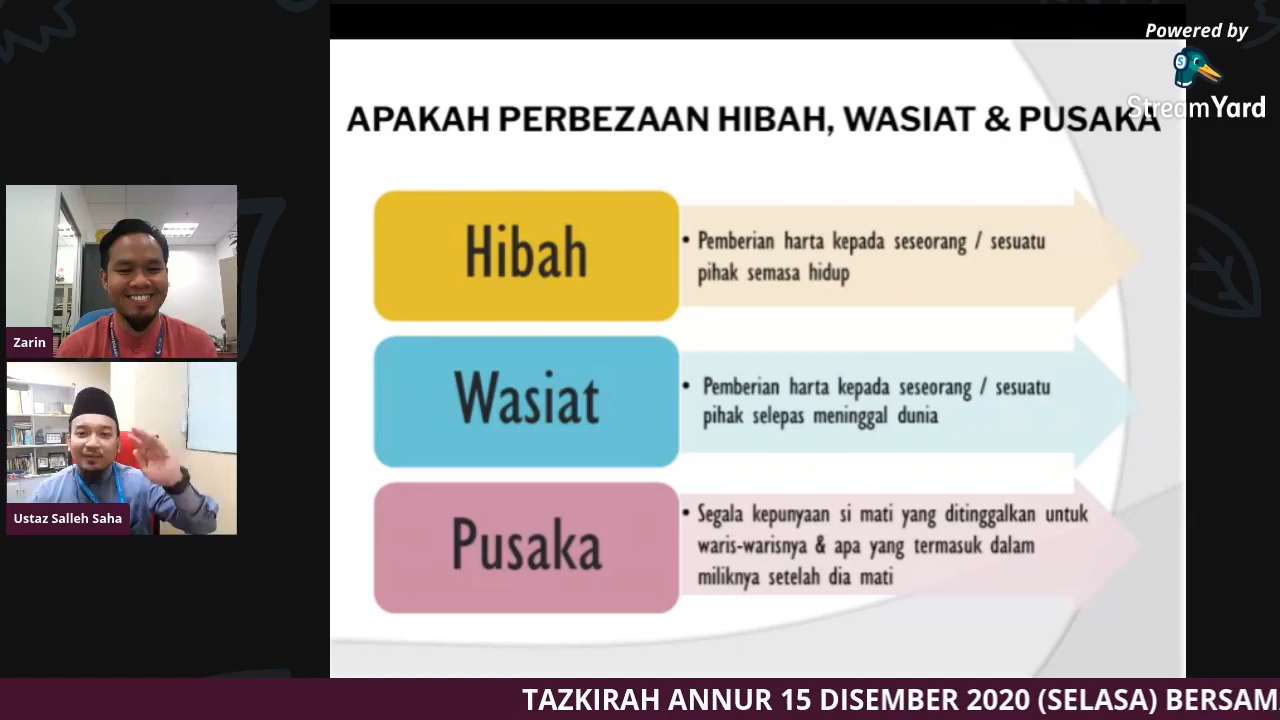 Powered by
StreamYard
APAKAH PERBEZAAN HIBAH, WASIAT & PUSAKA
Hibah
• Pemberian harta kepada seseorang / sesuatu
pihak semasa hidup
Wasiat
• Pemberian harta kepada seseorang / sesuatu
pihak selepas meninggal dunia
Pusaka
• Segala kepunyaan si mati yang ditinggalkan untuk
waris-warisnya & apa yang termasuk dalam
miliknya setelah dia mati
Zarin
Ustaz Salleh Saha
TAZKIRAH ANNUR 15 DISEMBER 2020 (SELASA) BERSAM